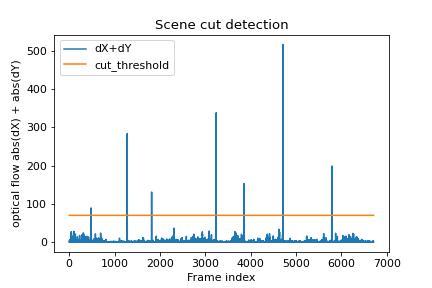 Scene cut detection
optical flow abs(dX) + abs(dY)
500
400
300
200
100
0
dX+dY
cut_threshold
0 1000 2000 3000 4000 5000 6000 7000
Frame index